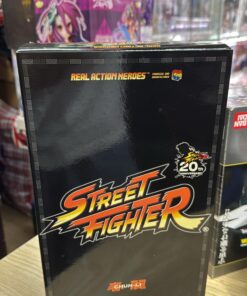 REAL ACTION HEROES
20th
STREET
FIGHTER®
CHUN-LI